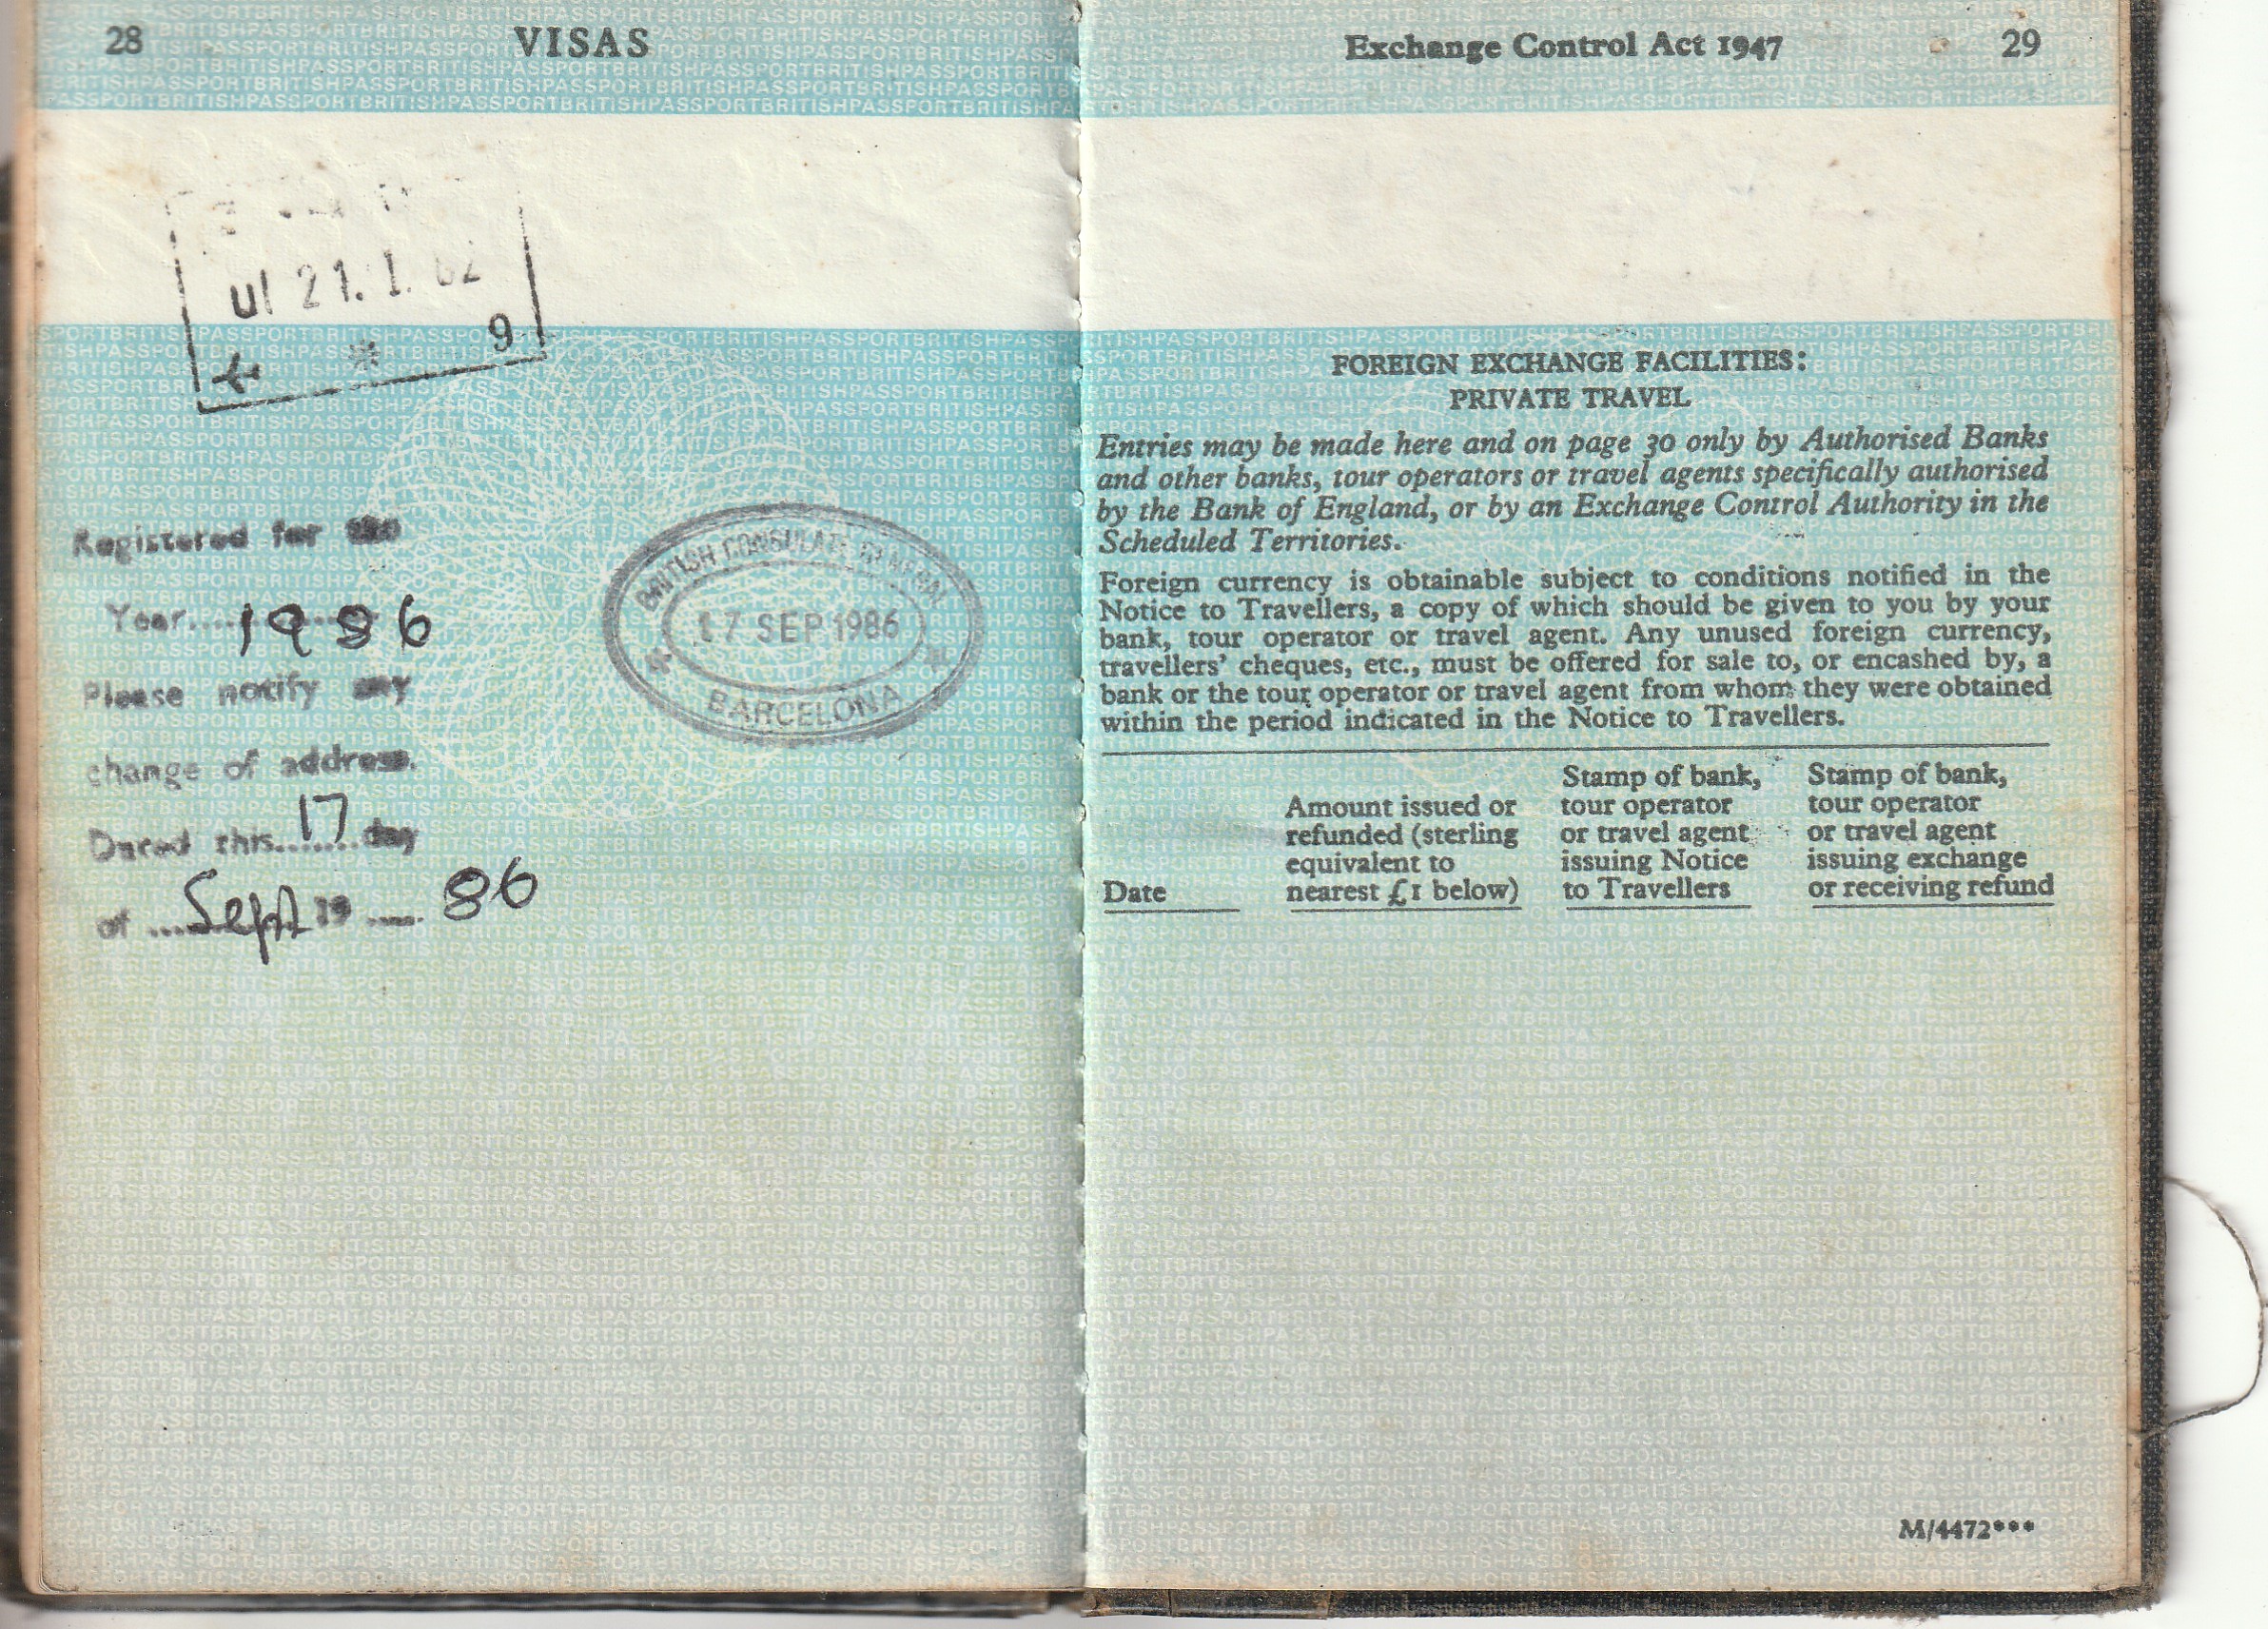 28
VISAS
21. 1.
9
Registered for the
Year....1986
Please notify any
change of address.
Dated this....17....day
of ....Sept 19 .... 86
BRITISH CONSULATE GENERAL
17 SEP 1986
BARCELONA
Exchange Control Act 1947
29
FOREIGN EXCHANGE FACILITIES:
PRIVATE TRAVEL
Entries may be made here and on page 30 only by Authorised Banks
and other banks, tour operators or travel agents specifically authorised
by the Bank of England, or by an Exchange Control Authority in the
Scheduled Territories.
Foreign currency is obtainable subject to conditions notified in the
Notice to Travellers, a copy of which should be given to you by your
bank, tour operator or travel agent. Any unused foreign currency,
travellers' cheques, etc., must be offered for sale to, or encashed by, a
bank or the tour operator or travel agent from whom they were obtained
within the period indicated in the Notice to Travellers.
Date
Amount issued or
refunded (sterling
equivalent to
nearest £1 below)
Stamp of bank,
tour operator
or travel agent
issuing Notice
to Travellers
Stamp of bank,
tour operator
or travel agent
issuing exchange
or receiving refund
M/4472***